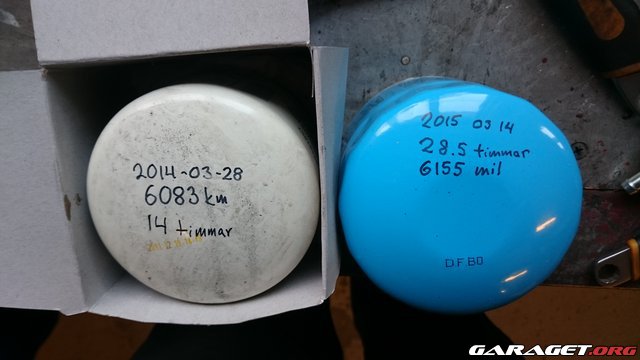 2014-03-28
6083 km
14 timmar
2015 03 14
28.5 timmar
6155 mil
DFBO
GARAGET.ORG